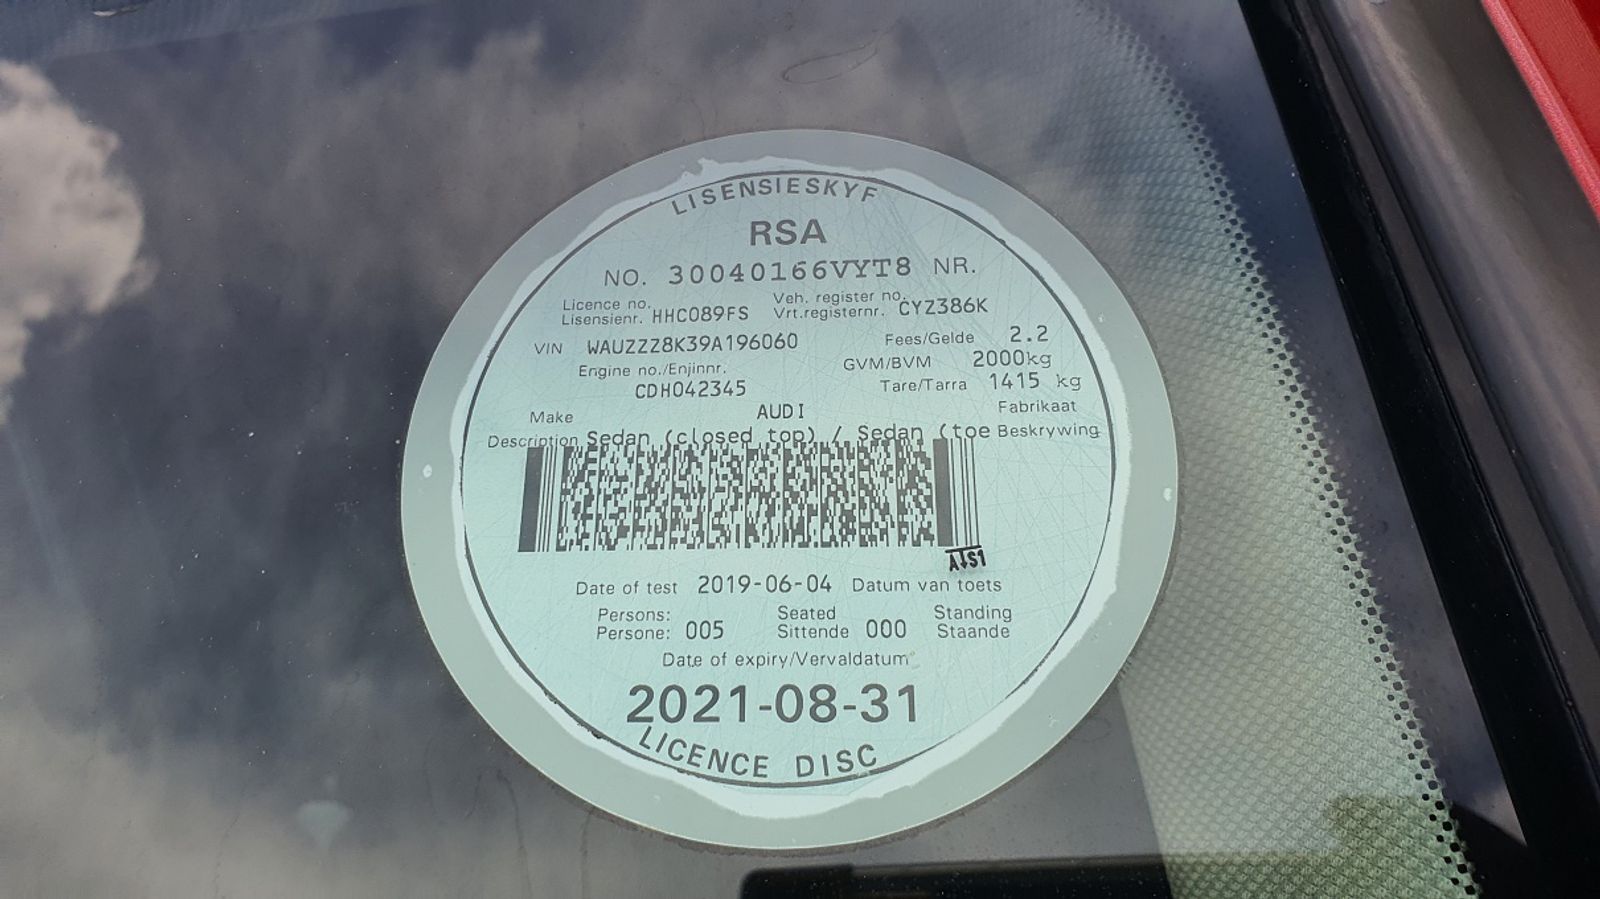 LISENSIESKYF
RSA
NO. 30040166VYT8 NR.
Licence no. Veh. register no.
Lisensienr. HHC089FS Vrt.registernr. CYZ386K
VIN WAUZZZ8K39A196060 Fees/Gelde 2.2
Engine no./Enjinnr. GVM/BVM 2000kg
CDH042345 Tare/Tarra 1415 kg
Make AUDI Fabrikaat
Description Sedan (closed top) / Sedan (toe Beskrywing
ATS1
Date of test 2019-06-04 Datum van toets
Persons: Seated Standing
Persone: 005 Sittende 000 Staande
Date of expiry/Vervaldatum
2021-08-31
LICENCE DISC